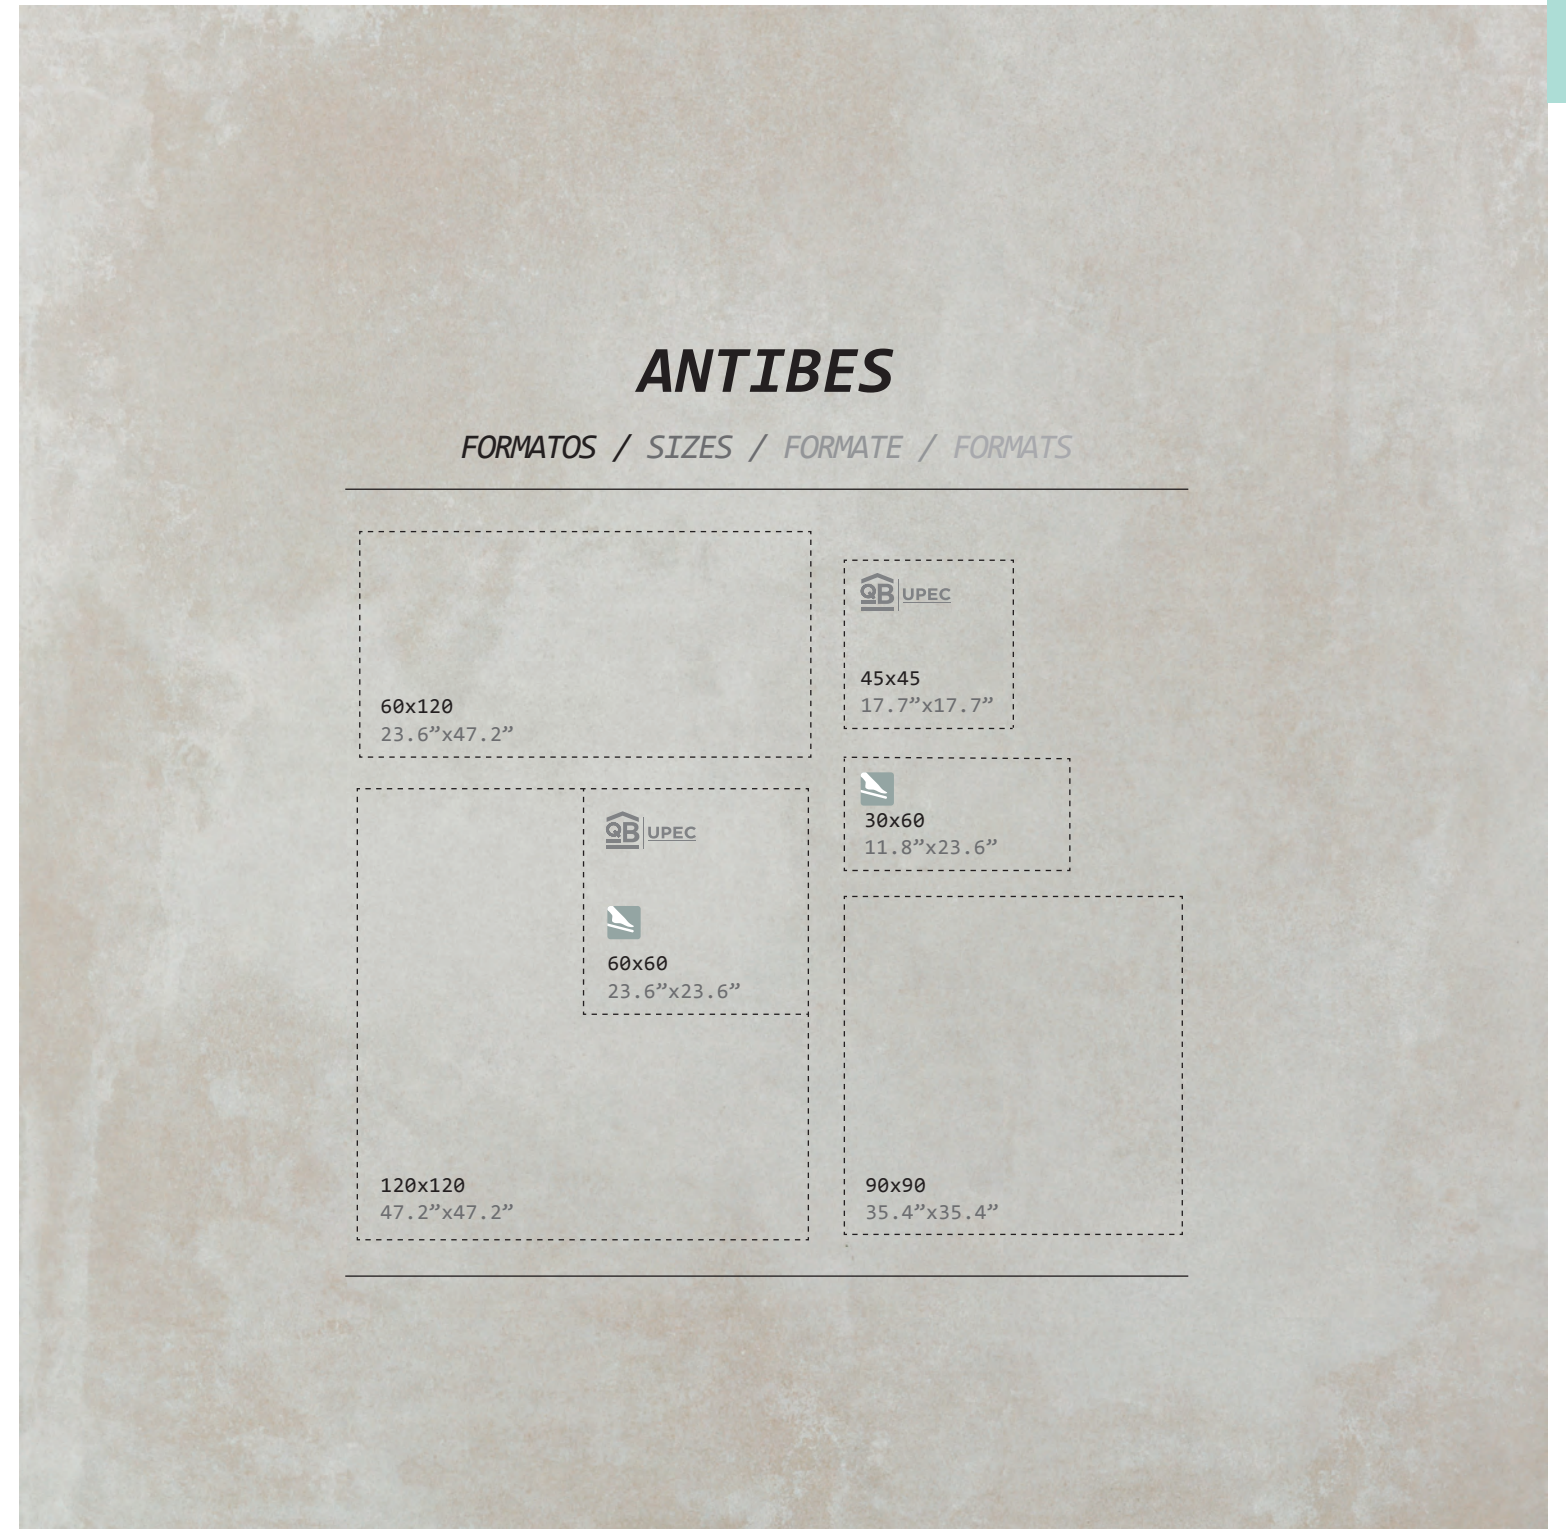 ANTIBES
FORMATOS / SIZES / FORMATE / FORMATS
60x120
23.6”x47.2”
QB UPEC
45x45
17.7”x17.7”
30x60
11.8”x23.6”
QB UPEC
60x60
23.6”x23.6”
120x120
47.2”x47.2”
90x90
35.4”x35.4”